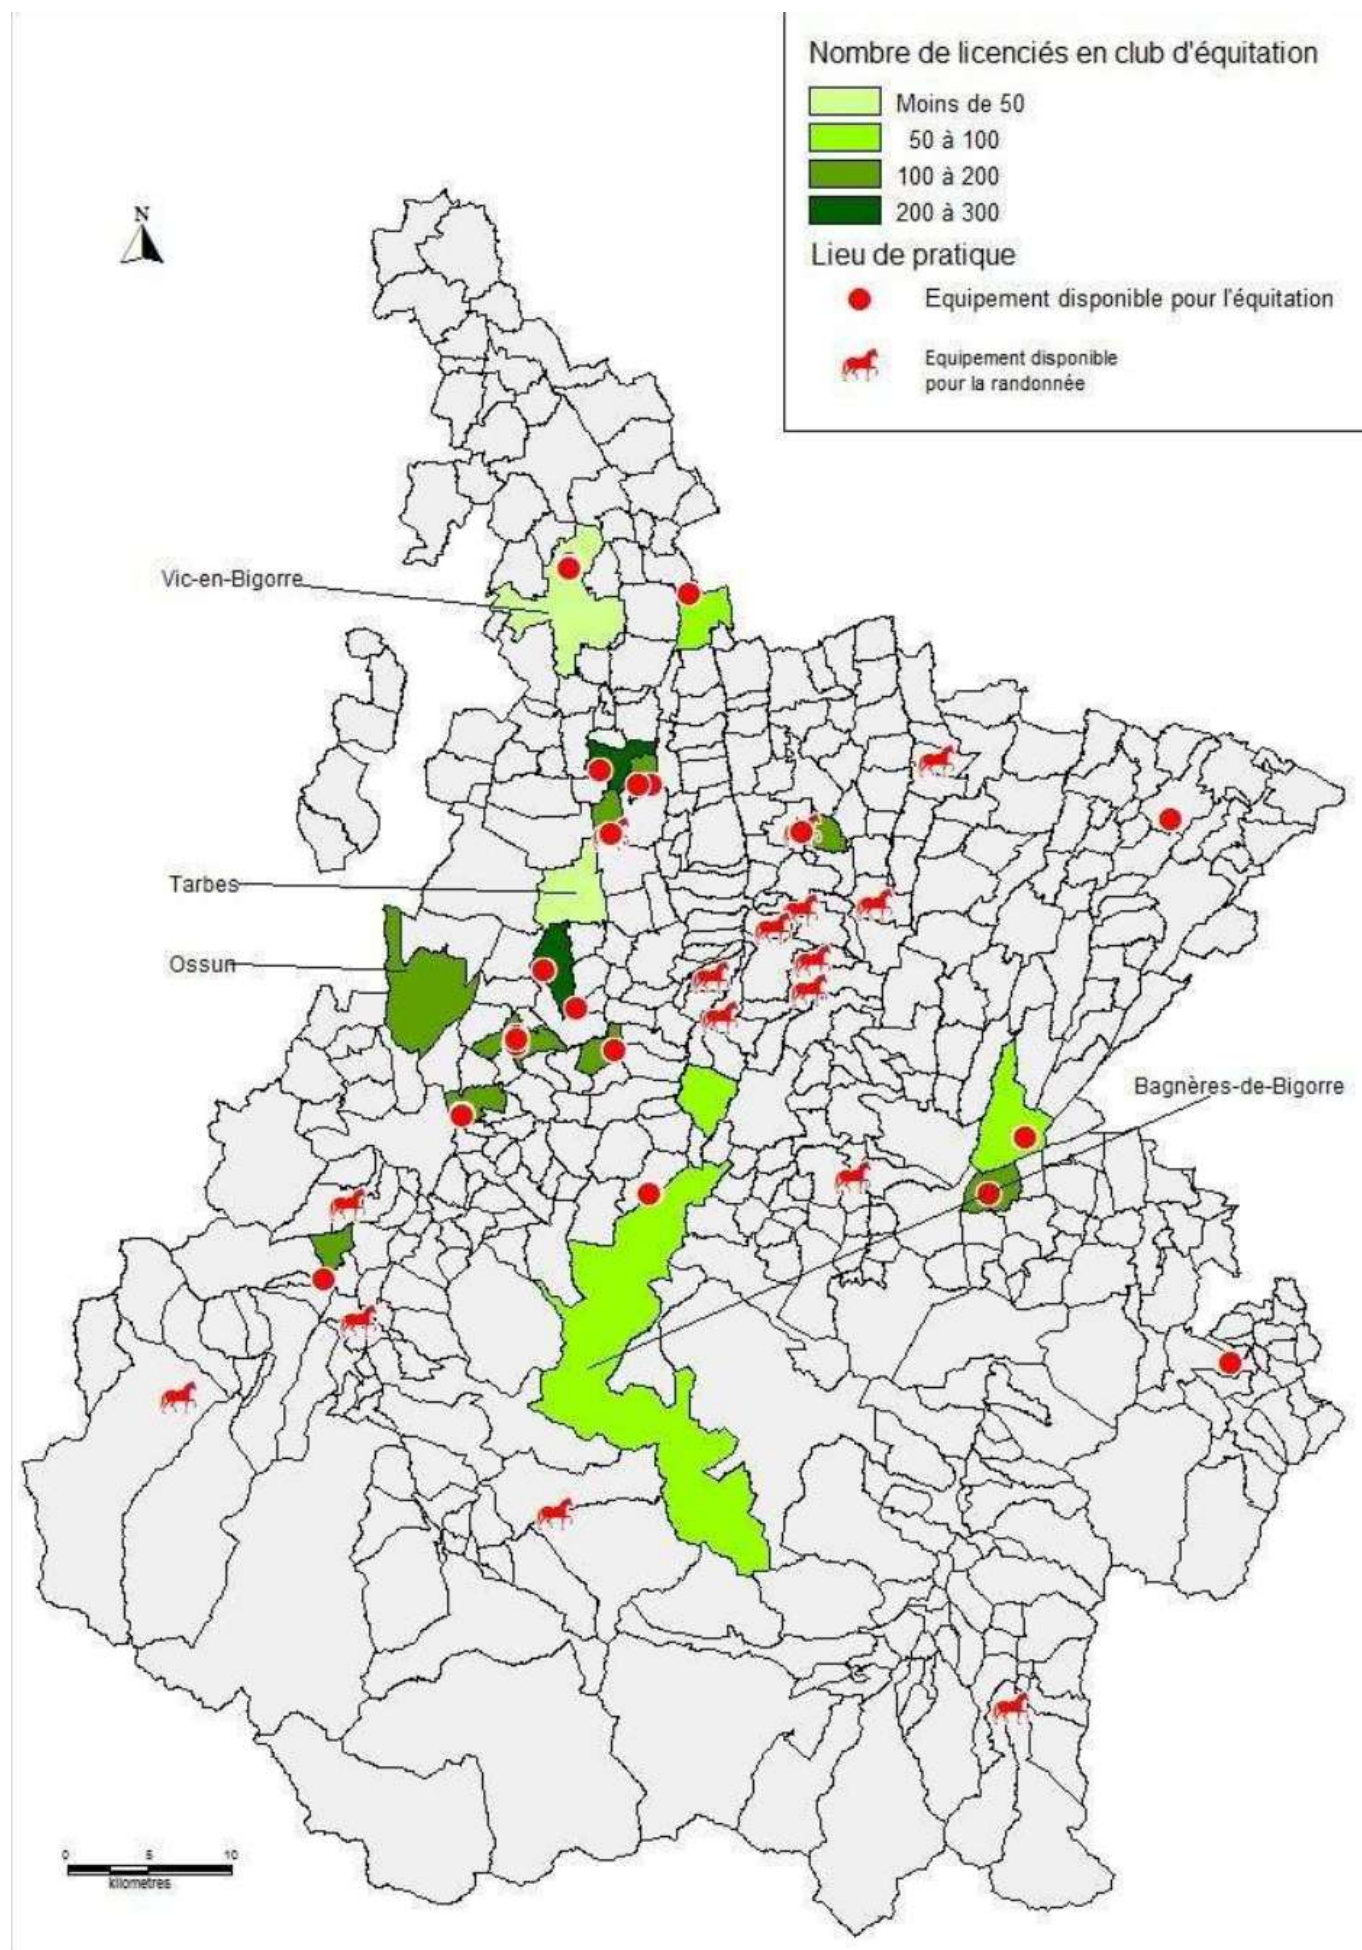 Nombre de licenciés en club d'équitation
Moins de 50
50 à 100
100 à 200
200 à 300
Lieu de pratique
Equipement disponible pour l'équitation
Equipement disponible
pour la randonnée
N
Vic-en-Bigorre
Tarbes
Ossun
Bagnères-de-Bigorre
0 5 10
kilometres